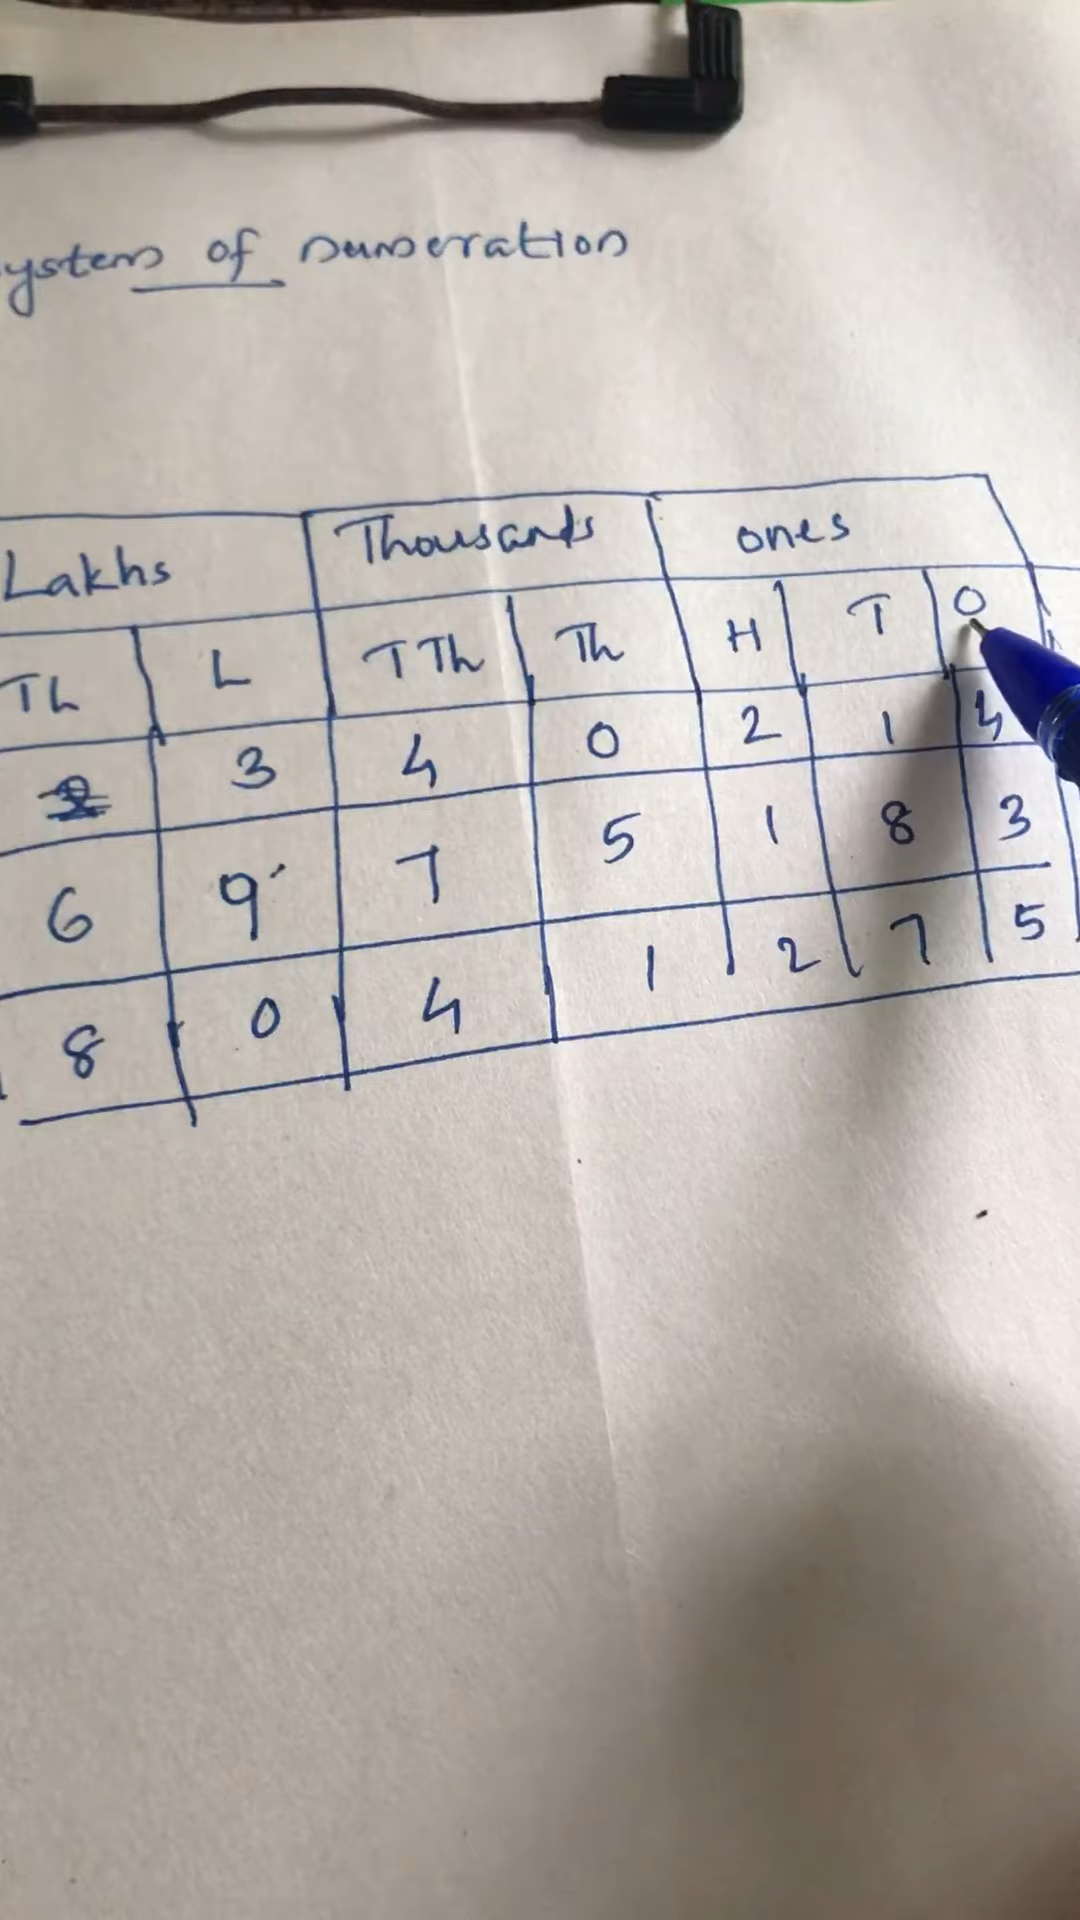 ystem of numeration
Lakhs Thousands ones
TL L T Th Th H T O
3 4 0 2 1 4
6 9 7 5 1 8 3
8 0 4 1 2 7 5